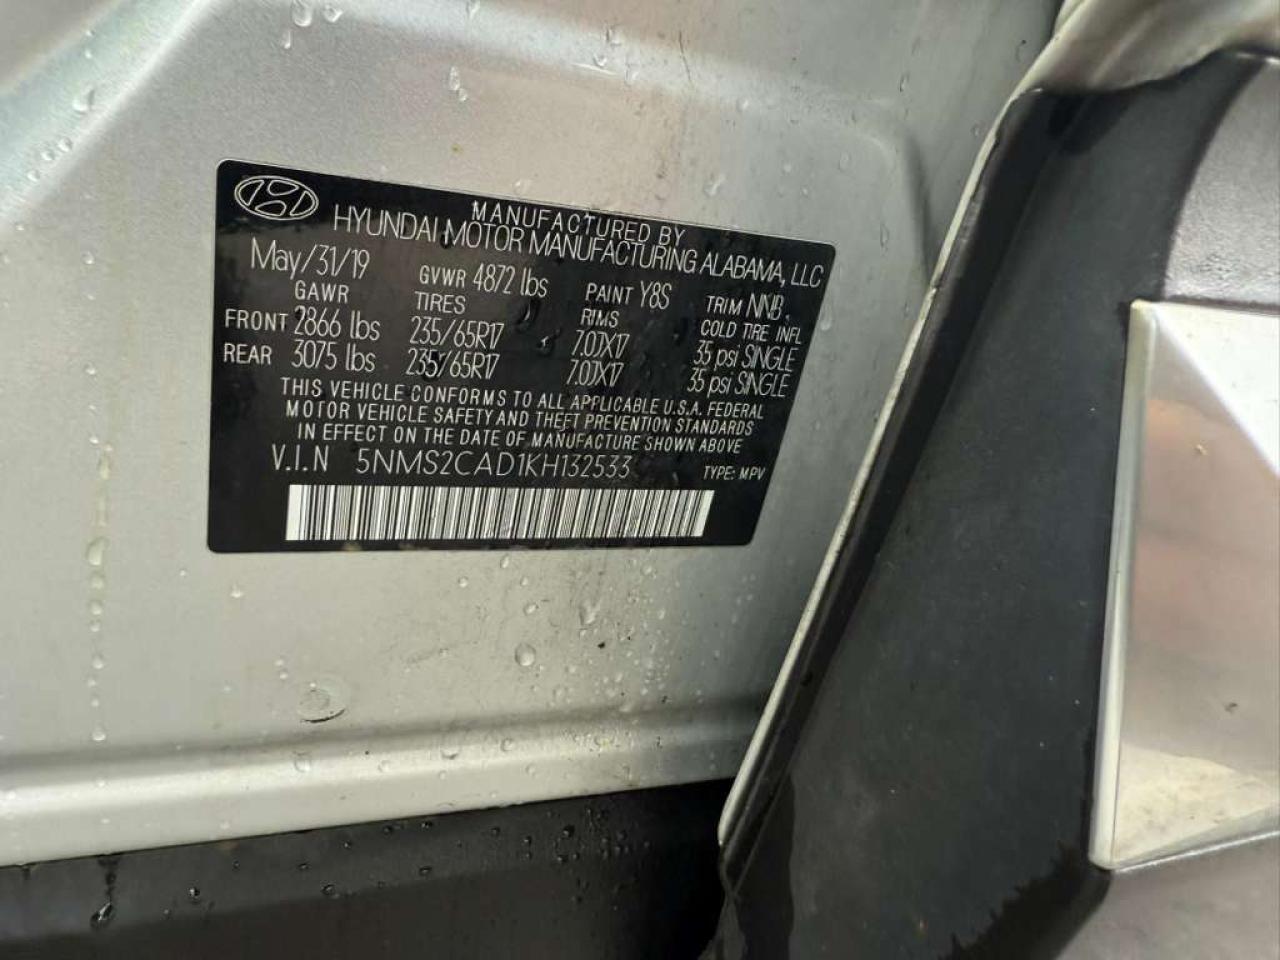 MANUFACTURED BY
HYUNDAI MOTOR MANUFACTURING ALABAMA, LLC
May/31/19 GVWR 4872 lbs PAINT Y8S TRIM NNB
GAWR TIRES RIMS COLD TIRE INFL
FRONT 2866 lbs 235/65R17 7.0JX17 35 psi SINGLE
REAR 3075 lbs 235/65R17 7.0JX17 35 psi SINGLE
THIS VEHICLE CONFORMS TO ALL APPLICABLE U.S.A. FEDERAL
MOTOR VEHICLE SAFETY AND THEFT PREVENTION STANDARDS
IN EFFECT ON THE DATE OF MANUFACTURE SHOWN ABOVE
V.I.N 5NMS2CAD1KH132533 TYPE: MPV